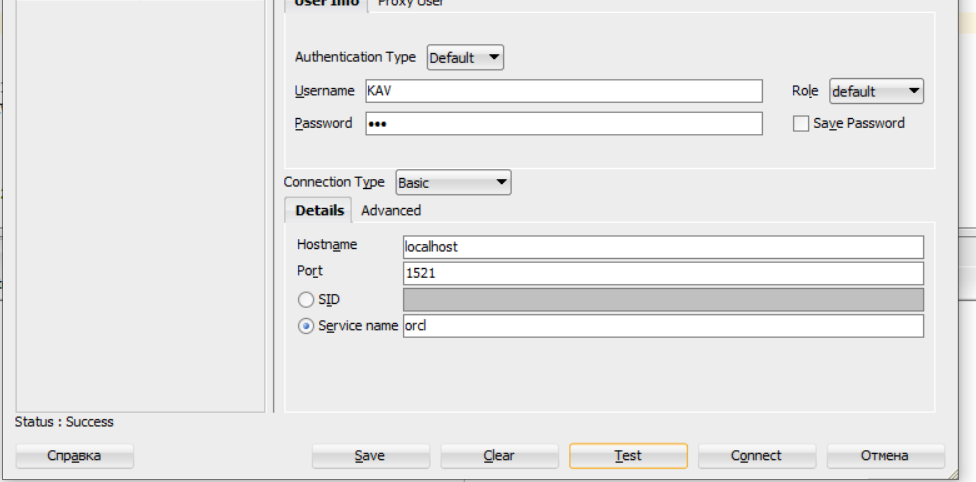 User Info Proxy User
Authentication Type Default
Username KAV Role default
Password ••• Save Password
Connection Type Basic
Details Advanced
Hostname localhost
Port 1521
SID
Service name orcl
Status : Success
Справка Save Clear Test Connect Отмена